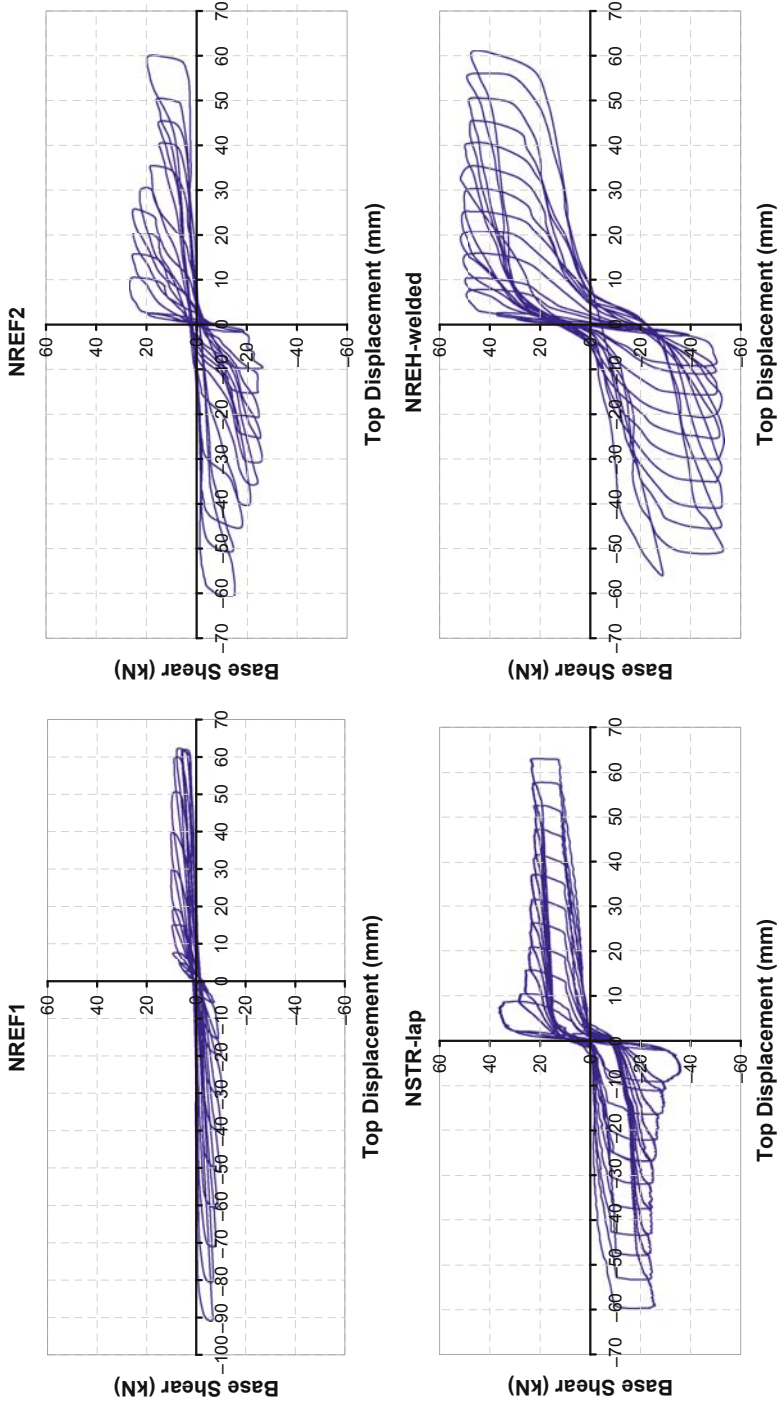 NREF1
60
40
20
0
–20
–40
–60
–100 –90 –80 –70 –60 –50 –40 –30 –20 –10 0 10 20 30 40 50 60 70
Base Shear (kN)
Top Displacement (mm)
NREF2
60
40
20
0
–20
–40
–60
–70 –60 –50 –40 –30 –20 –10 0 10 20 30 40 50 60 70
Base Shear (kN)
Top Displacement (mm)
NSTR-lap
60
40
20
0
–20
–40
–60
–70 –60 –50 –40 –30 –20 –10 0 10 20 30 40 50 60 70
Base Shear (kN)
Top Displacement (mm)
NREH-welded
60
40
20
0
–20
–40
–60
–70 –60 –50 –40 –30 –20 –10 0 10 20 30 40 50 60 70
Base Shear (kN)
Top Displacement (mm)